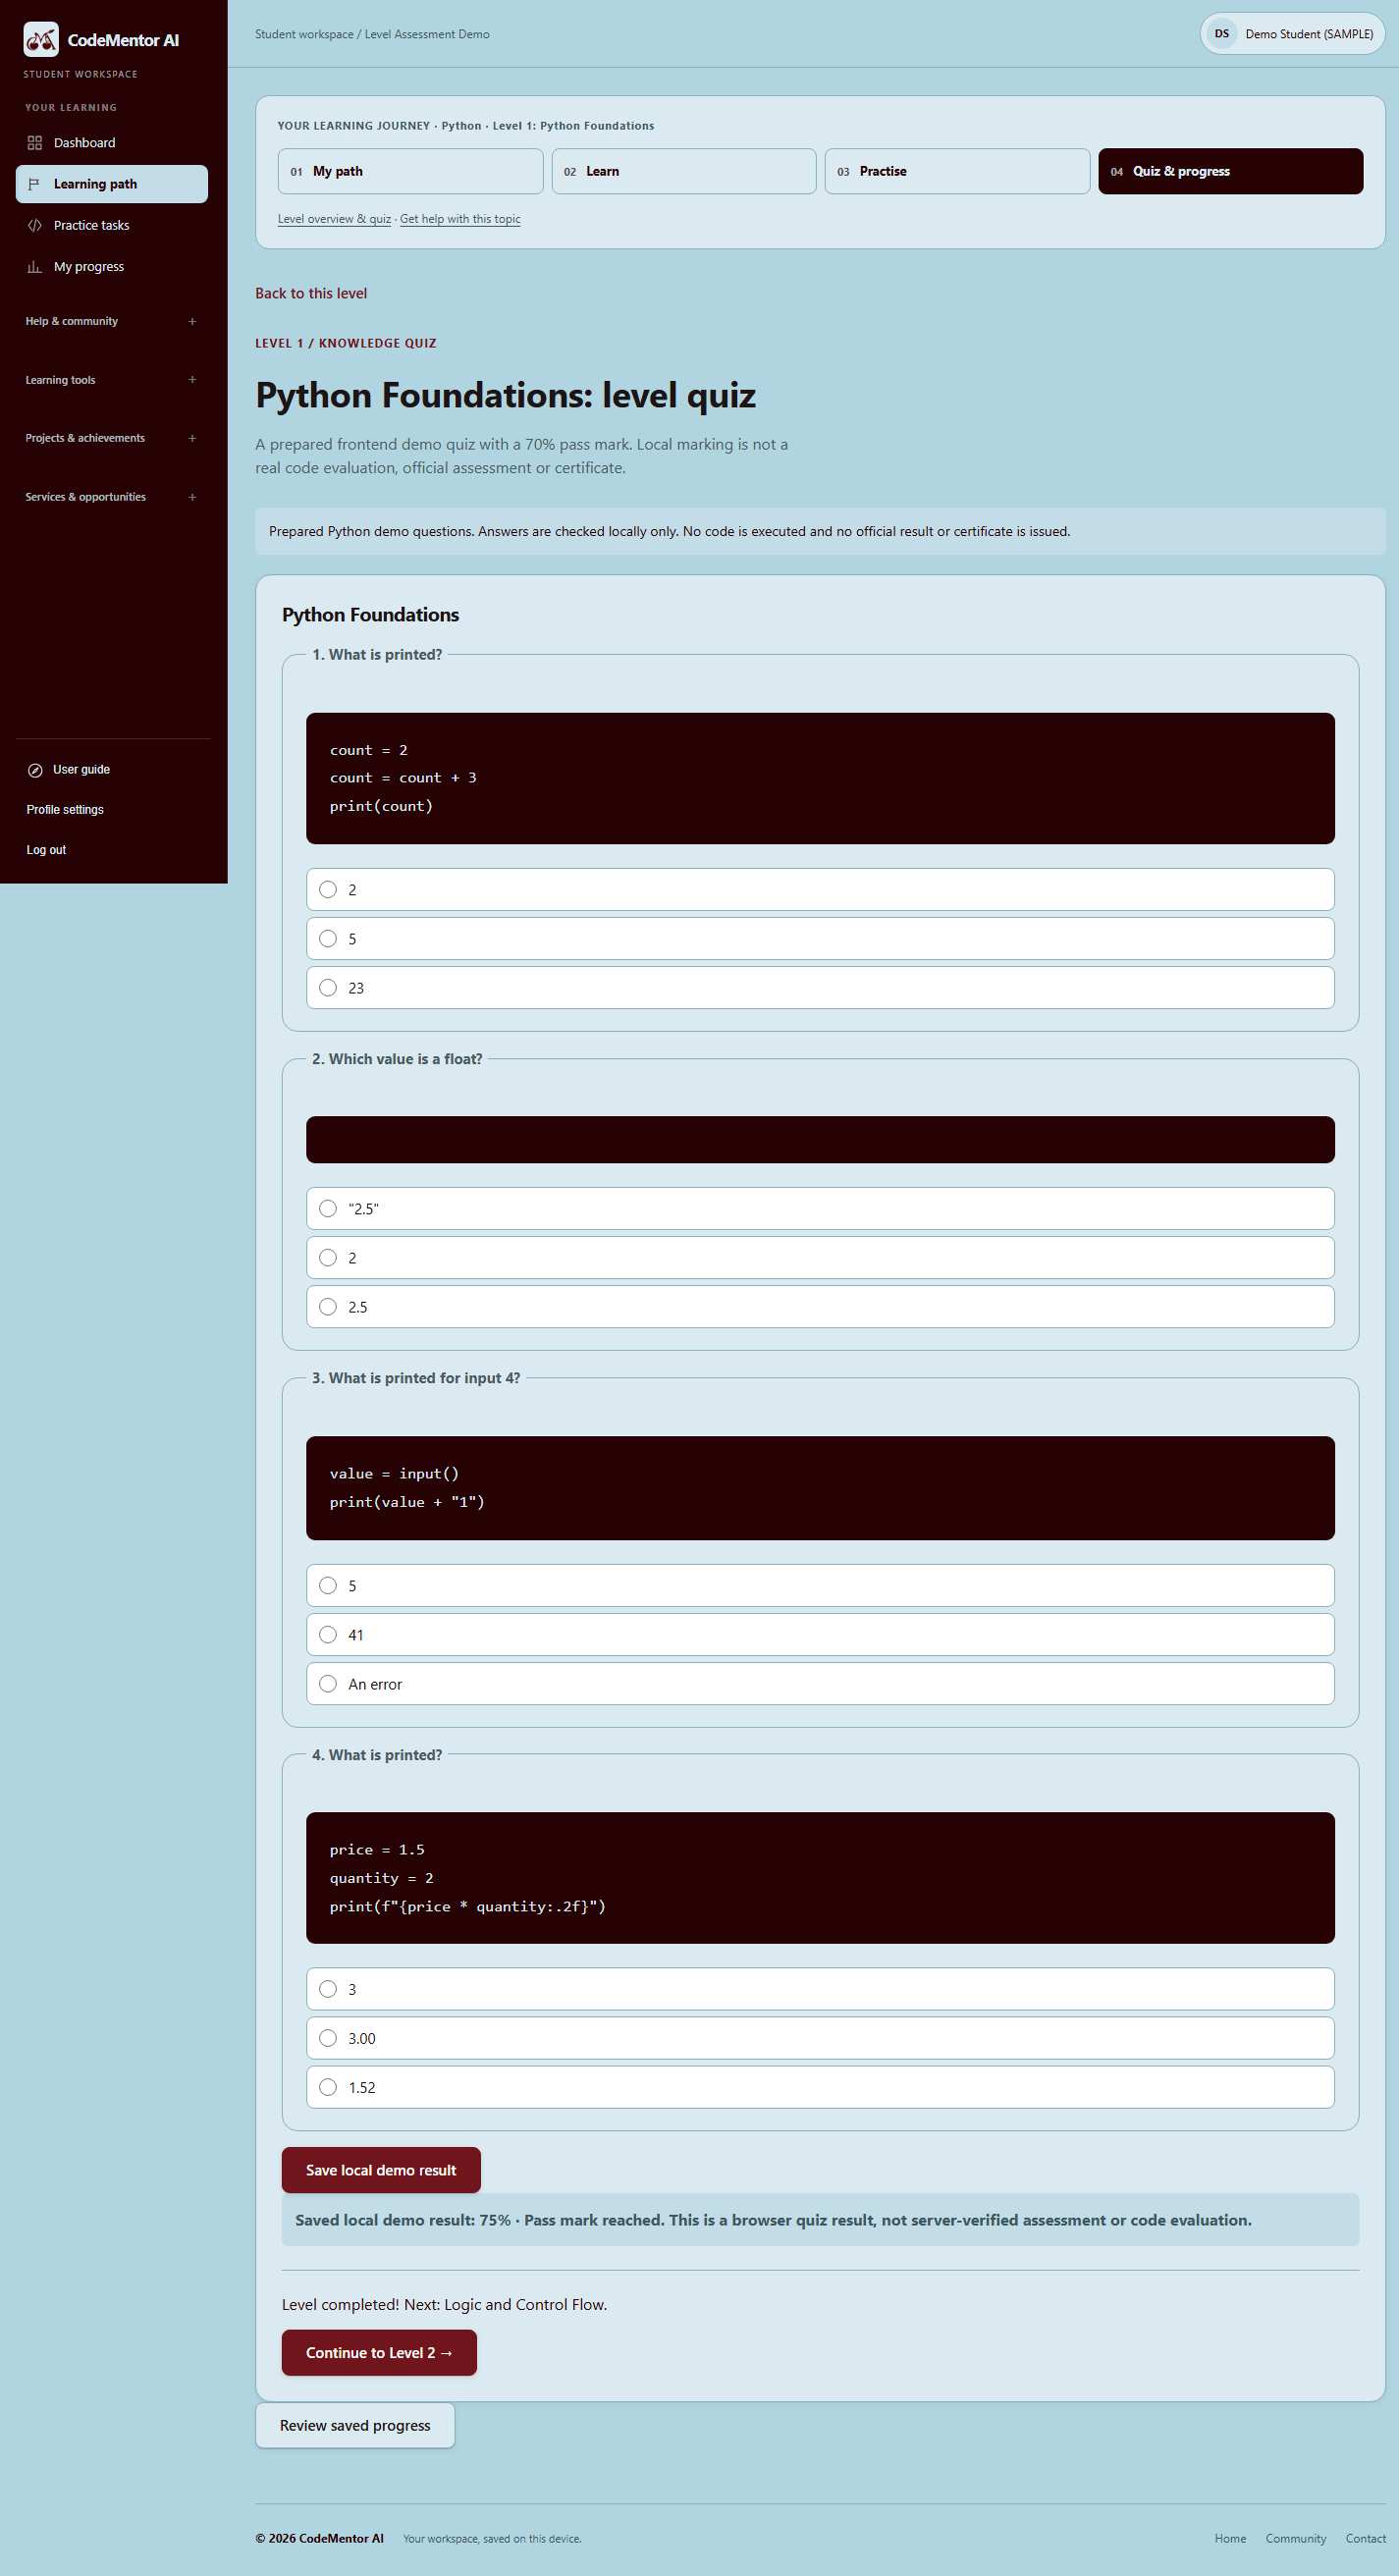 CodeMentor AI
STUDENT WORKSPACE
YOUR LEARNING
Dashboard
Learning path
Practice tasks
My progress
Help & community +
Learning tools +
Projects & achievements +
Services & opportunities +
User guide
Profile settings
Log out
Student workspace / Level Assessment Demo
DS Demo Student (SAMPLE)
YOUR LEARNING JOURNEY · Python · Level 1: Python Foundations
01 My path
02 Learn
03 Practise
04 Quiz & progress
Level overview & quiz · Get help with this topic
Back to this level
LEVEL 1 / KNOWLEDGE QUIZ
Python Foundations: level quiz
A prepared frontend demo quiz with a 70% pass mark. Local marking is not a
real code evaluation, official assessment or certificate.
Prepared Python demo questions. Answers are checked locally only. No code is executed and no official result or certificate is issued.
Python Foundations
1. What is printed?
count = 2
count = count + 3
print(count)
2
5
23
2. Which value is a float?
"2.5"
2
2.5
3. What is printed for input 4?
value = input()
print(value + "1")
5
41
An error
4. What is printed?
price = 1.5
quantity = 2
print(f"{price * quantity:.2f}")
3
3.00
1.52
Save local demo result
Saved local demo result: 75% · Pass mark reached. This is a browser quiz result, not server-verified assessment or code evaluation.
Level completed! Next: Logic and Control Flow.
Continue to Level 2 →
Review saved progress
© 2026 CodeMentor AI Your workspace, saved on this device.
Home Community Contact